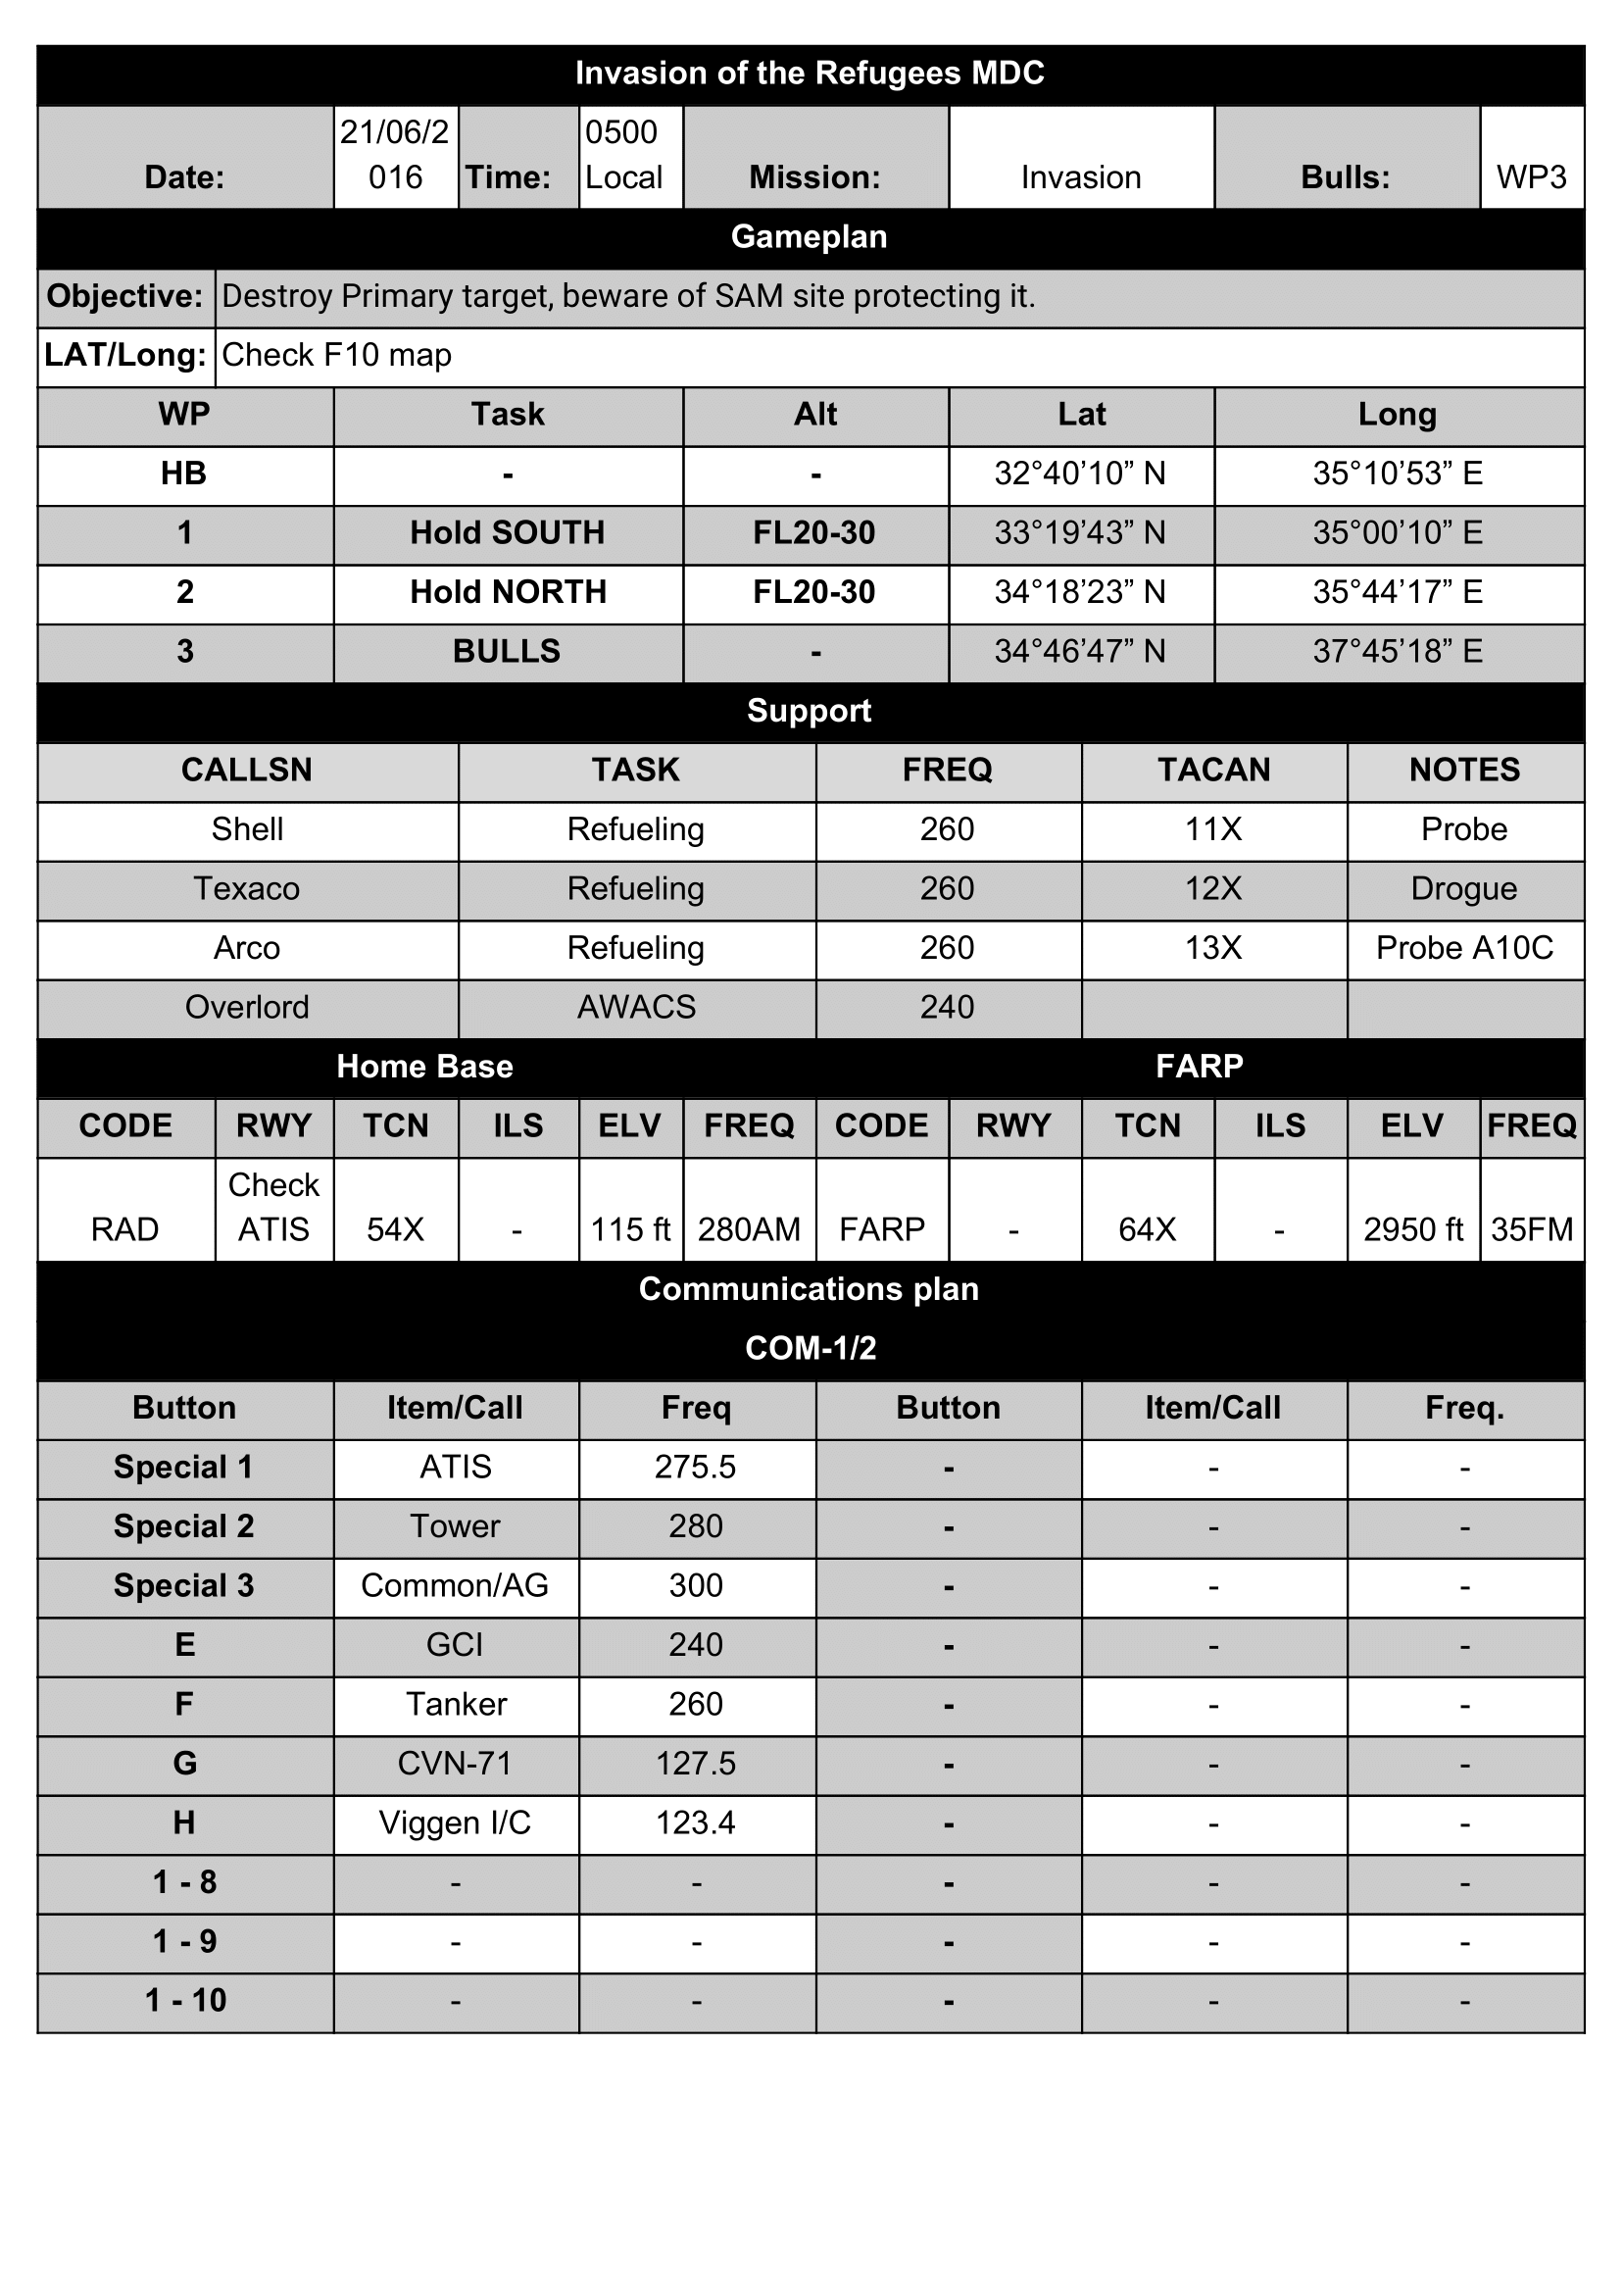 Invasion of the Refugees MDC
Date: 21/06/2016 Time: 0500 Local Mission: Invasion Bulls: WP3
Gameplan
Objective: Destroy Primary target, beware of SAM site protecting it.
LAT/Long: Check F10 map
WP Task Alt Lat Long
HB - - 32°40’10” N 35°10’53” E
1 Hold SOUTH FL20-30 33°19’43” N 35°00’10” E
2 Hold NORTH FL20-30 34°18’23” N 35°44’17” E
3 BULLS - 34°46’47” N 37°45’18” E
Support
CALLSN TASK FREQ TACAN NOTES
Shell Refueling 260 11X Probe
Texaco Refueling 260 12X Drogue
Arco Refueling 260 13X Probe A10C
Overlord AWACS 240
Home Base FARP
CODE RWY TCN ILS ELV FREQ CODE RWY TCN ILS ELV FREQ
RAD Check ATIS 54X - 115 ft 280AM FARP - 64X - 2950 ft 35FM
Communications plan
COM-1/2
Button Item/Call Freq Button Item/Call Freq.
Special 1 ATIS 275.5 - - -
Special 2 Tower 280 - - -
Special 3 Common/AG 300 - - -
E GCI 240 - - -
F Tanker 260 - - -
G CVN-71 127.5 - - -
H Viggen I/C 123.4 - - -
1 - 8 - - - - -
1 - 9 - - - - -
1 - 10 - - - - -